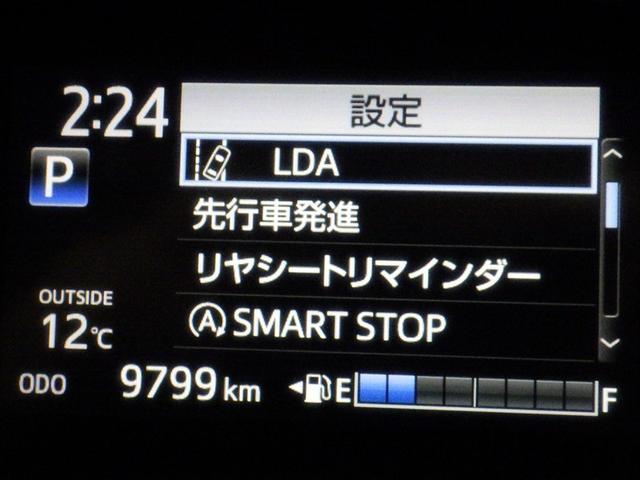 2:24
設定
P
LDA
先行車発進
リヤシートリマインダー
A SMART STOP
OUTSIDE
12℃
ODO 9799 km
E F